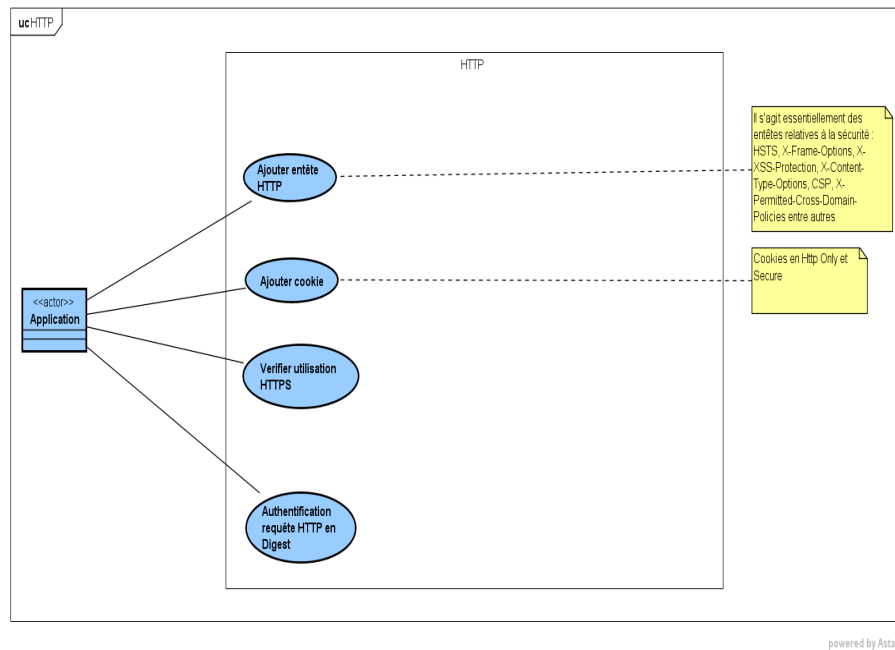 uc HTTP
HTTP
Il s'agit essentiellement des
entêtes relatives à la sécurité :
HSTS, X-Frame-Options, X-
XSS-Protection, X-Content-
Type-Options, CSP, X-
Permitted-Cross-Domain-
Policies entre autres
Ajouter entête
HTTP
Cookies en Http Only et
Secure
Ajouter cookie
<<actor>>
Application
Verifier utilisation
HTTPS
Authentification
requête HTTP en
Digest
powered by Asta